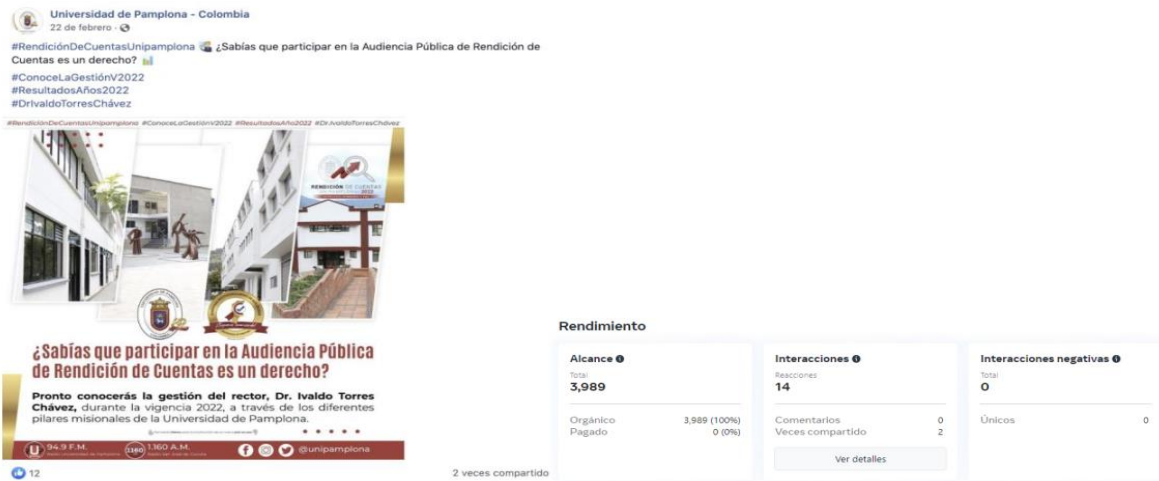 Universidad de Pamplona - Colombia
22 de febrero ·
#RendiciónDeCuentasUnipamplona ¿Sabías que participar en la Audiencia Pública de Rendición de
Cuentas es un derecho?
#ConoceLaGestiónV2022
#ResultadosAños2022
#DrIvaldoTorresChávez
#RendiciónDeCuentasUnipamplona #ConoceLaGestiónV2022 #ResultadosAño2022 #Dr.IvaldoTorresChávez
RENDICIÓN DE CUENTAS
2022
¿Sabías que participar en la Audiencia Pública
de Rendición de Cuentas es un derecho?
Pronto conocerás la gestión del rector, Dr. Ivaldo Torres
Chávez, durante la vigencia 2022, a través de los diferentes
pilares misionales de la Universidad de Pamplona.
94.9 F.M.
1160 1.160 A.M.
@unipamplona
12
2 veces compartido
Rendimiento
Alcance
Total
3,989
Orgánico 3,989 (100%)
Pagado 0 (0%)
Interacciones
Reacciones
14
Comentarios 0
Veces compartido 2
Ver detalles
Interacciones negativas
Total
0
Únicos 0